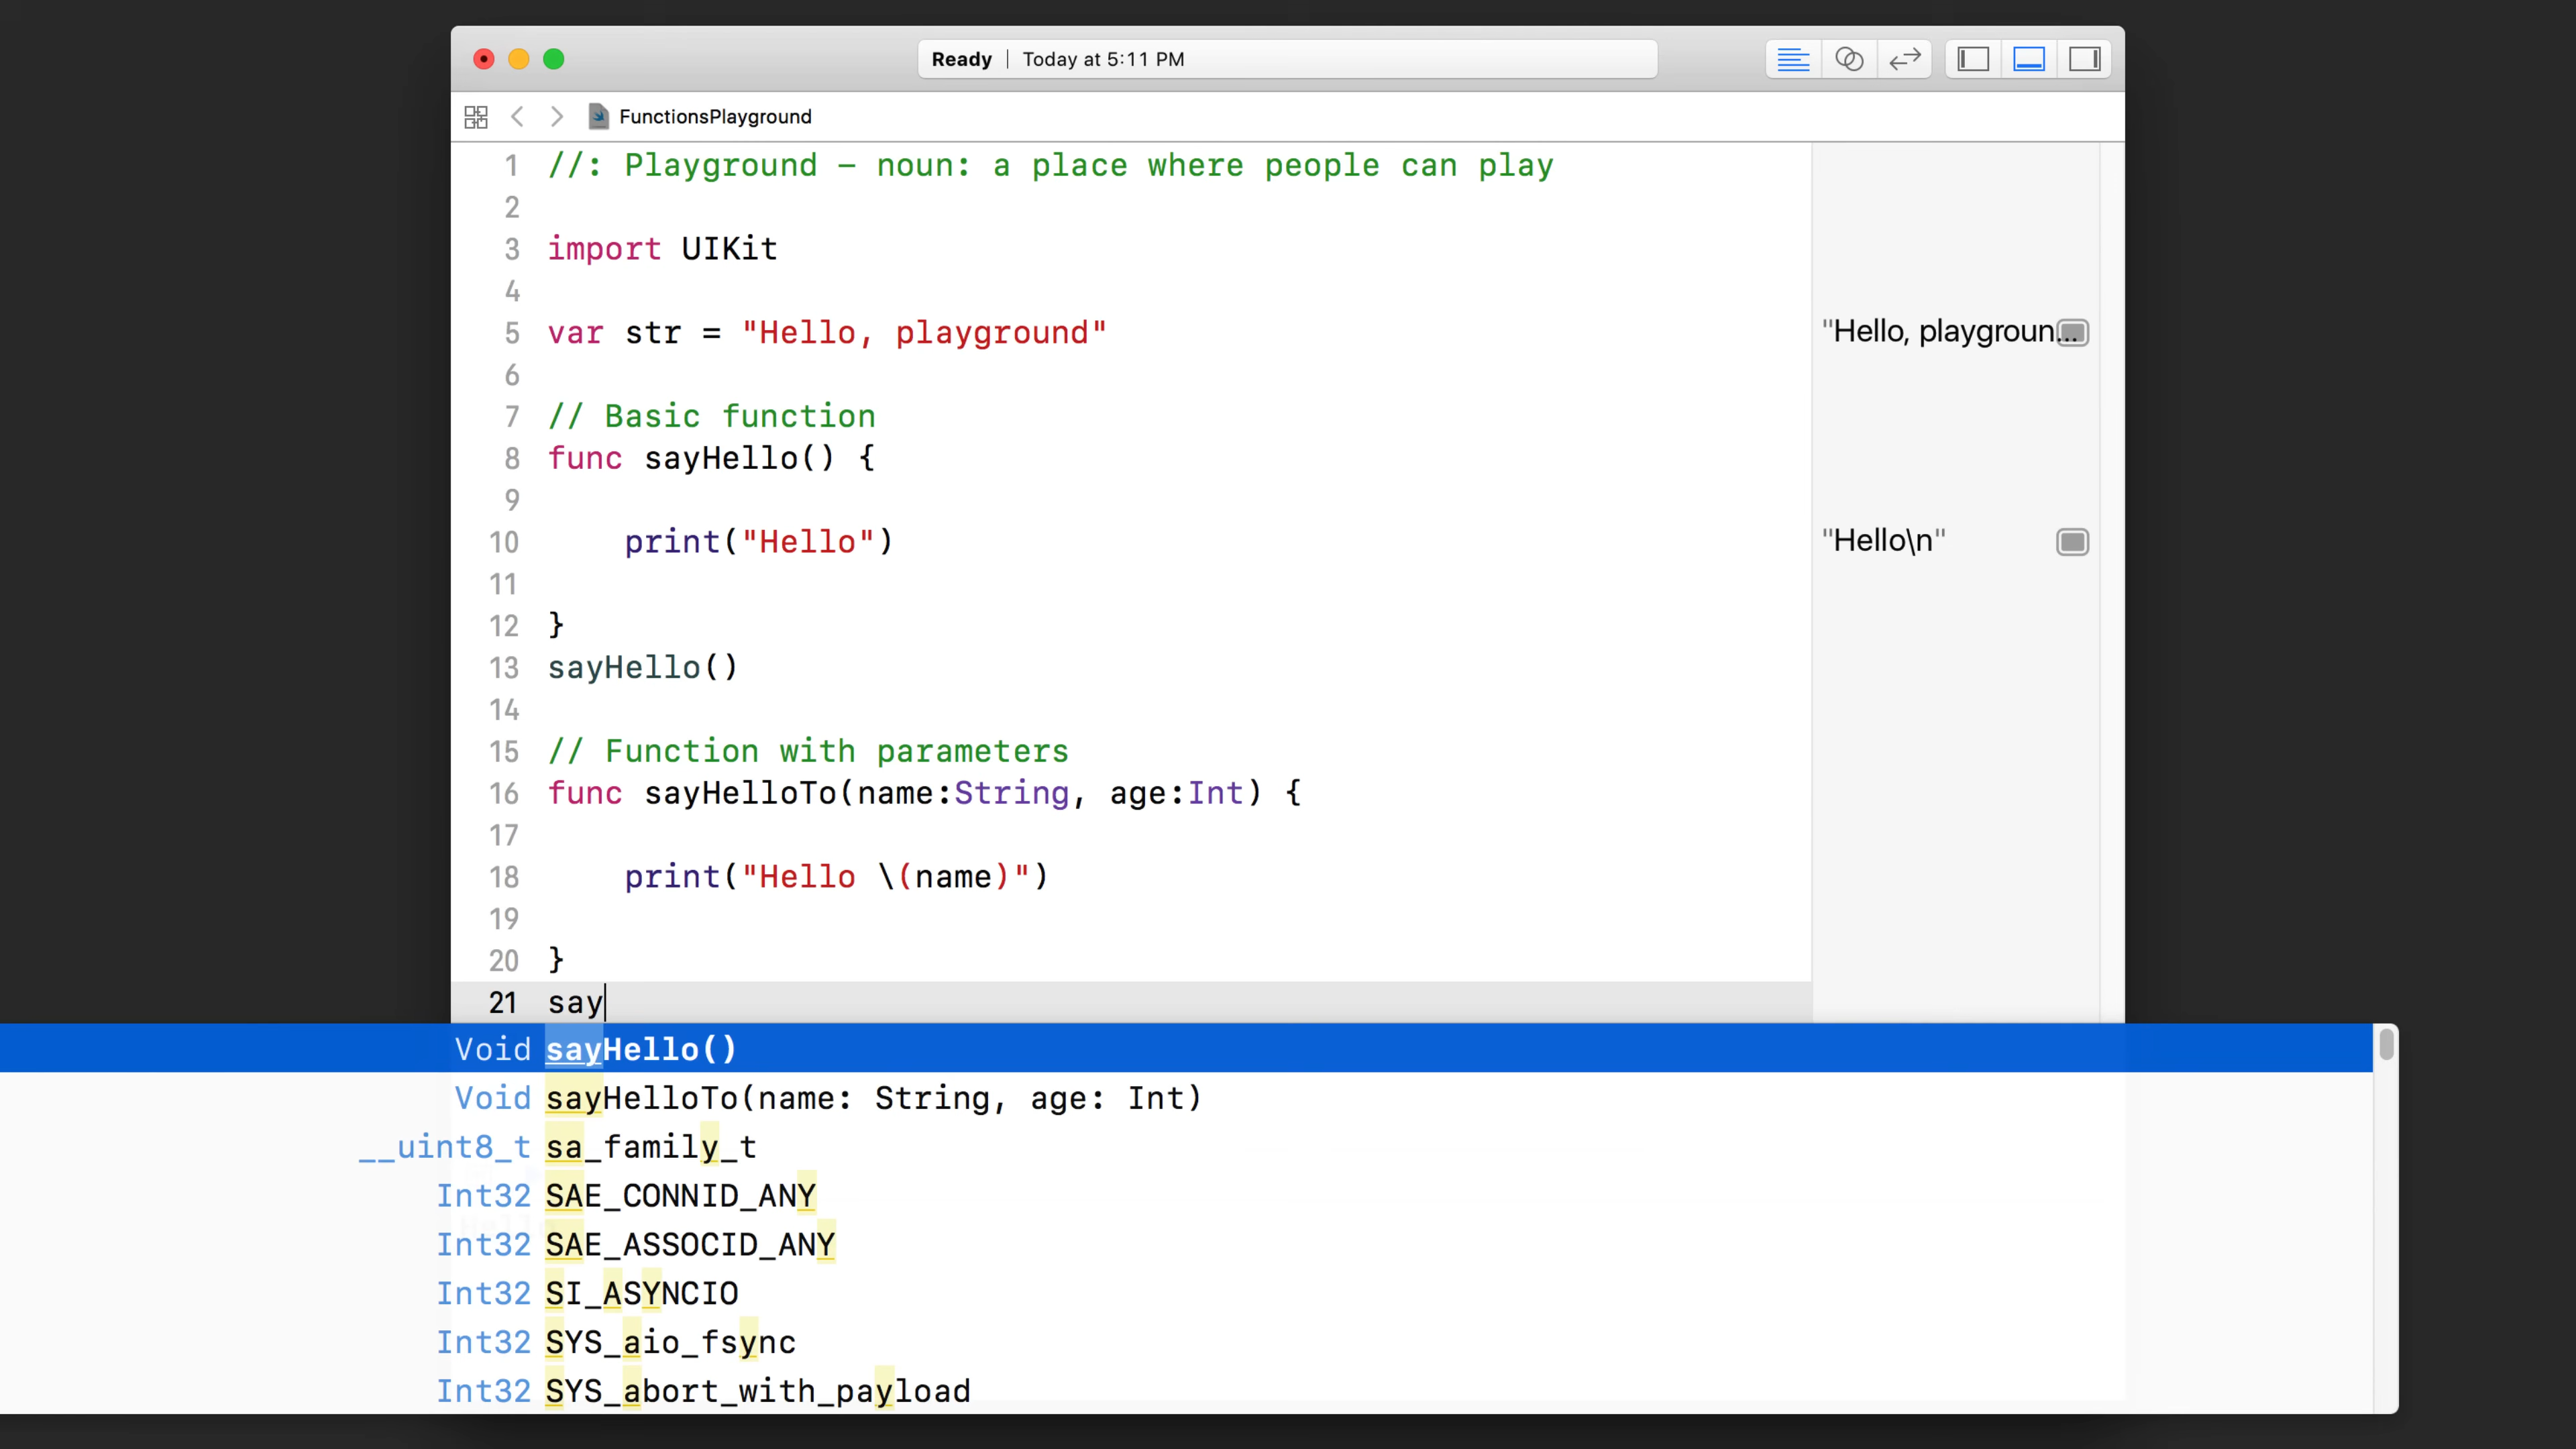 Ready | Today at 5:11 PM
FunctionsPlayground
1 //: Playground – noun: a place where people can play
2
3 import UIKit
4
5 var str = "Hello, playground"
"Hello, playgroun...
6
7 // Basic function
8 func sayHello() {
9
10 print("Hello")
"Hello\n"
11
12 }
13 sayHello()
14
15 // Function with parameters
16 func sayHelloTo(name:String, age:Int) {
17
18 print("Hello \(name)")
19
20 }
21 say
Void sayHello()
Void sayHelloTo(name: String, age: Int)
__uint8_t sa_family_t
Int32 SAE_CONNID_ANY
Int32 SAE_ASSOCID_ANY
Int32 SI_ASYNCIO
Int32 SYS_aio_fsync
Int32 SYS_abort_with_payload